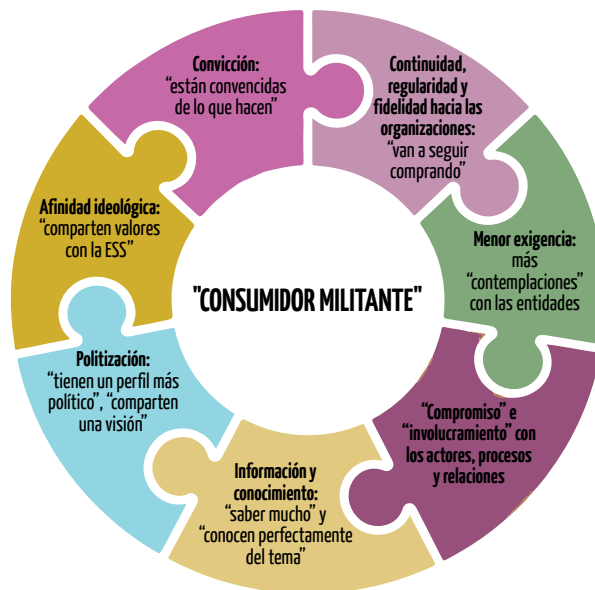 Convicción:
“están convencidas
de lo que hacen”
Continuidad,
regularidad y
fidelidad hacia las
organizaciones:
“van a seguir
comprando”
Menor exigencia:
más
“contemplaciones”
con las entidades
“Compromiso” e
“involucramiento” con
los actores, procesos
y relaciones
Información y
conocimiento:
“saber mucho” y
“conocen perfectamente
del tema”
Politización:
“tienen un perfil más
político”, “comparten
una visión”
Afinidad ideológica:
“comparten valores
con la ESS”
"CONSUMIDOR MILITANTE"